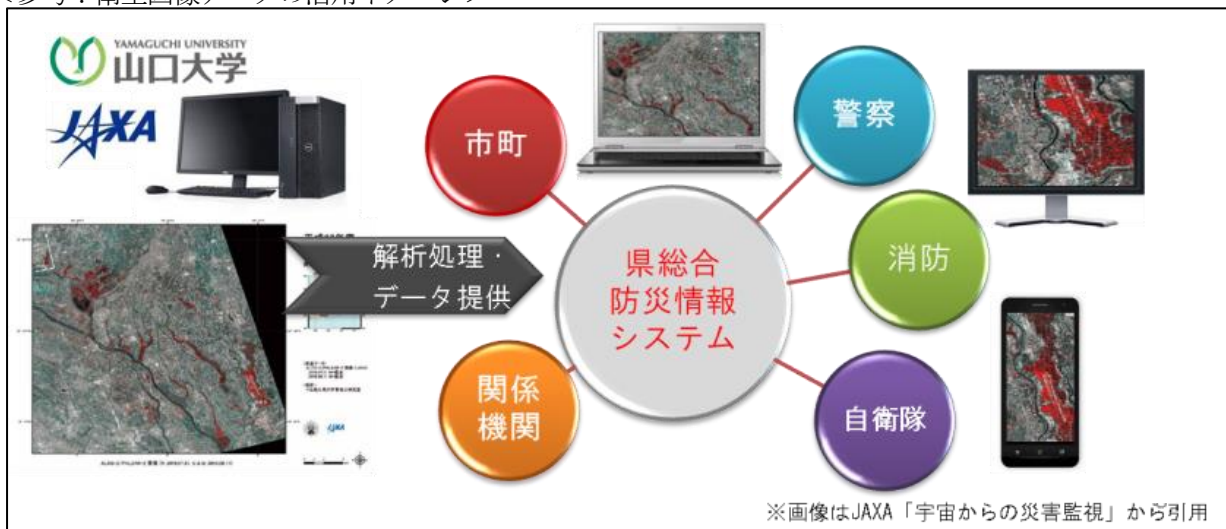 <参考：衛星画像データの活用イメージ>
YAMAGUCHI UNIVERSITY
山口大学
JAXA
解析処理・
データ提供
市町
警察
消防
自衛隊
関係
機関
県総合
防災情報
システム
JAXA
※画像はJAXA「宇宙からの災害監視」から引用